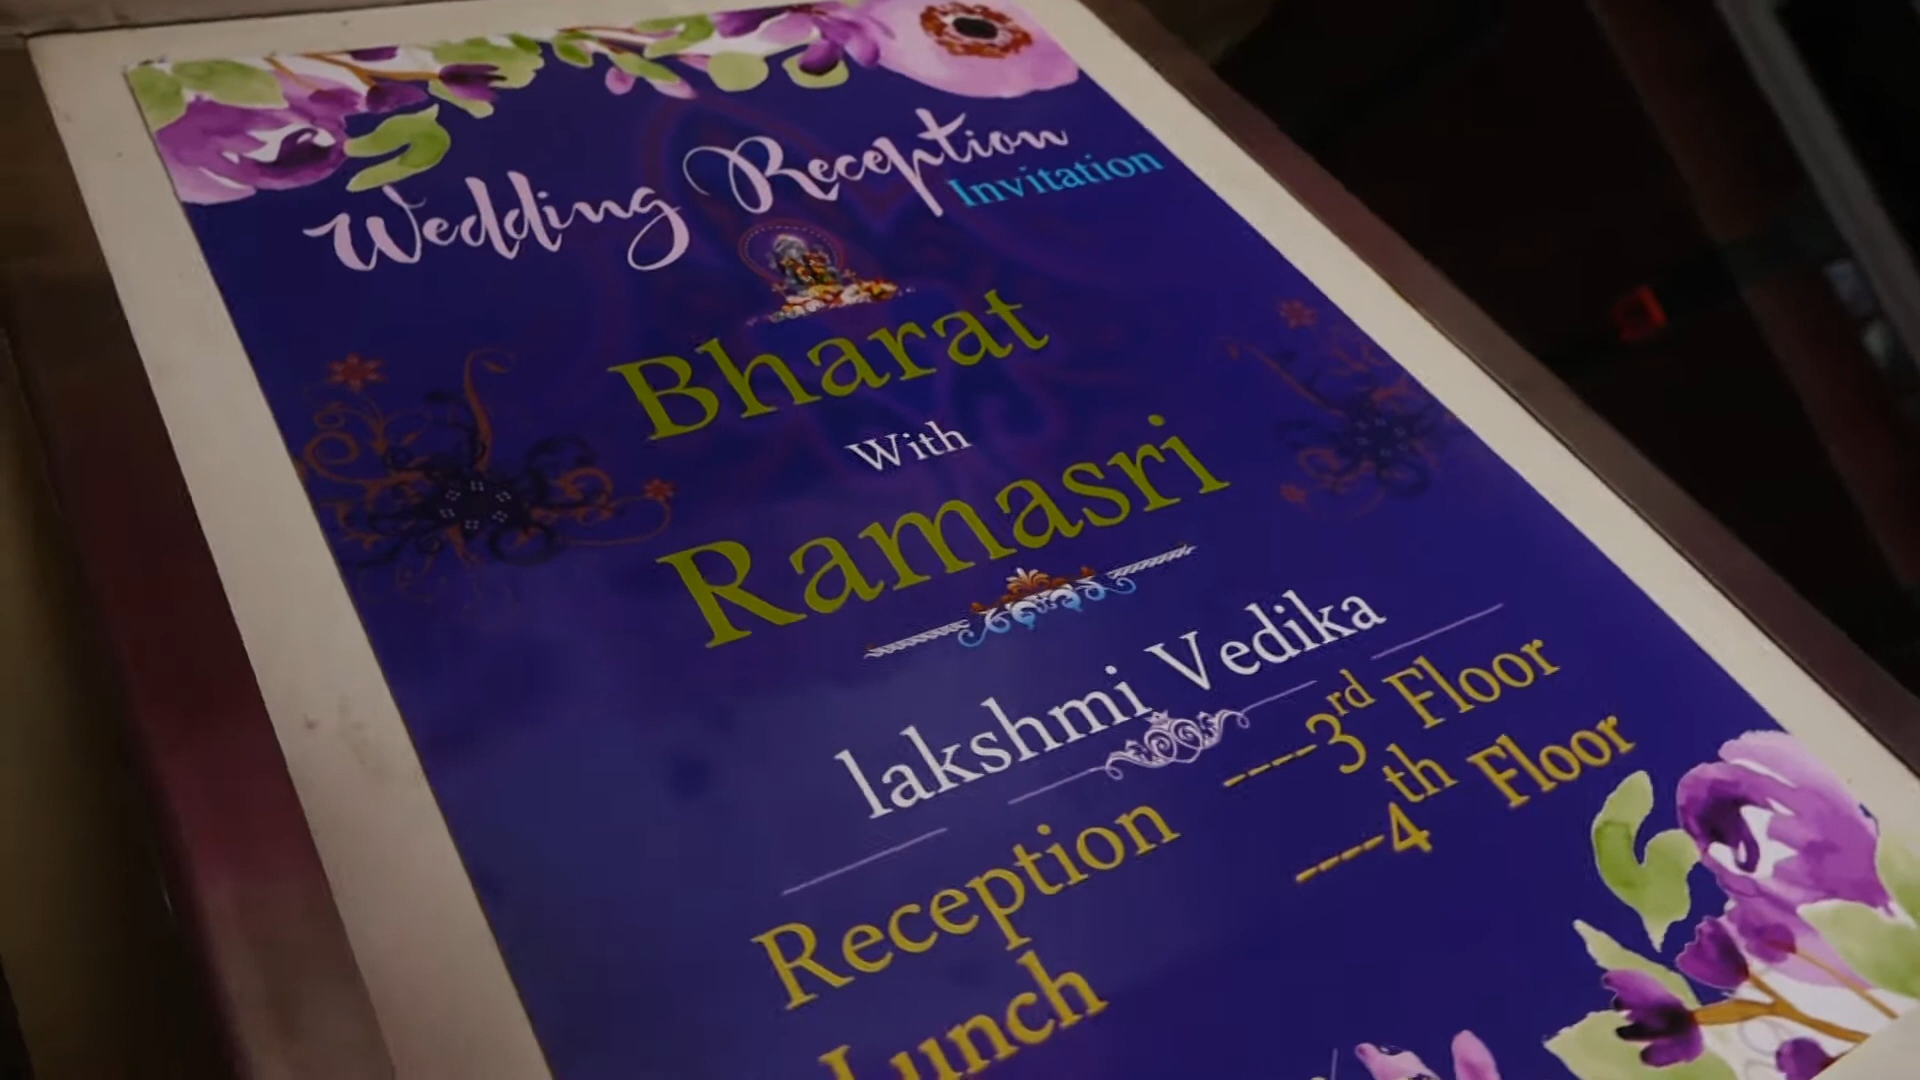 Wedding Reception
Invitation
Bharat
With
Ramasri
lakshmi Vedika
Reception ----3rd Floor
Lunch ----4th Floor